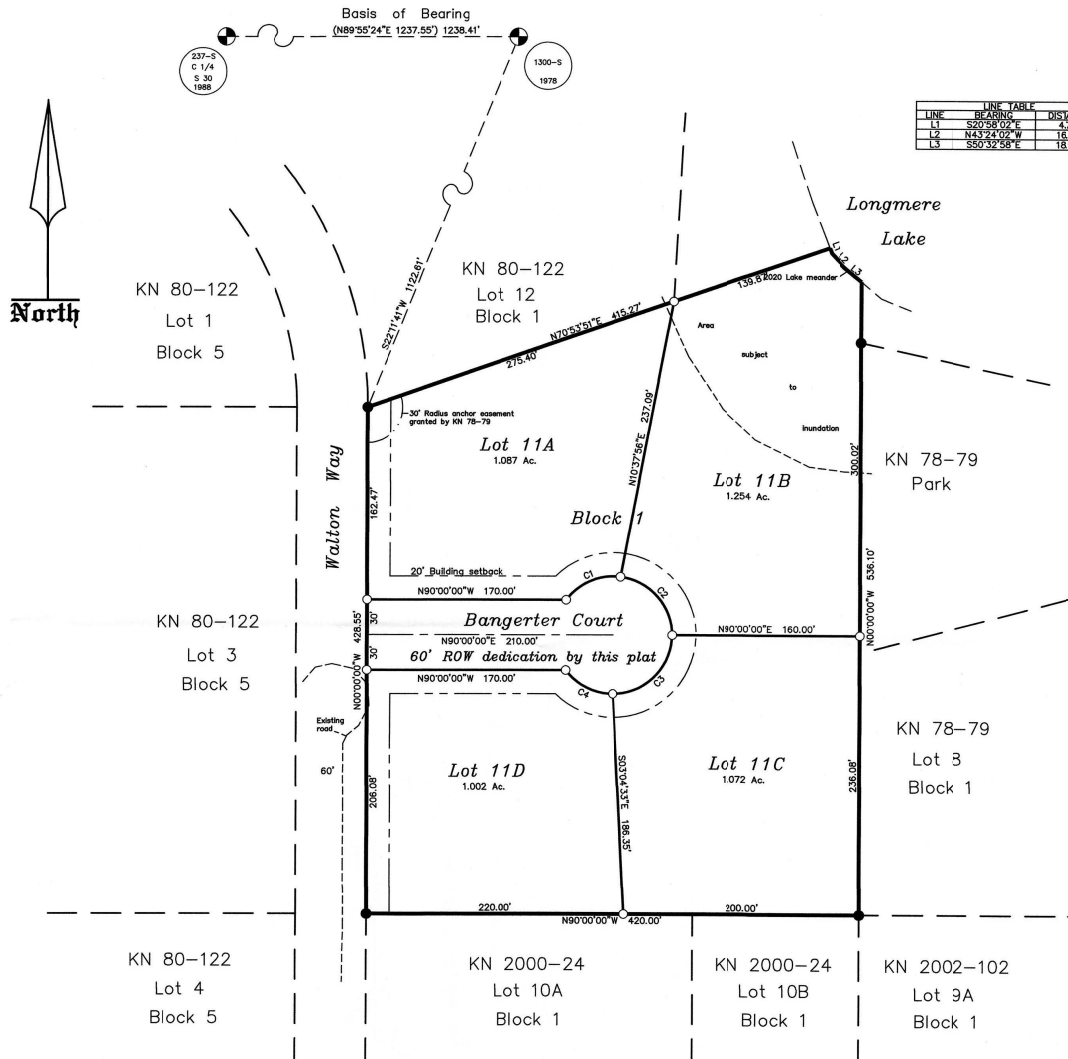 Basis of Bearing
(N89°55'24"E 1237.55') 1238.41'
237-S
C 1/4
S 30
1988
1300-S
1978
LINE TABLE
LINE BEARING
L1 S20°58'02"E
L2 N43°24'02"W
L3 S50°32'58"E
North
S22°11'41"W 1122.61'
Longmere
Lake
L1 L2 L3
2020 Lake meander
139.87'
KN 80-122
Lot 1
Block 5
KN 80-122
Lot 12
Block 1
N70°53'51"E 415.27'
275.40'
Area
subject
to
inundation
30' Radius anchor easement
granted by KN 78-79
Lot 11A
1.087 Ac.
N10°37'56"E 237.09'
Lot 11B
1.254 Ac.
300.02'
KN 78-79
Park
Walton Way
162.47'
Block 1
20' Building setback
C1
C2
N90°00'00"W 170.00'
N00°00'00"W 536.10'
Bangerter Court
N90°00'00"E 210.00'
N90°00'00"E 160.00'
60' ROW dedication by this plat
N90°00'00"W 170.00'
30'
30'
N00°00'00"W 428.55'
C3
C4
KN 80-122
Lot 3
Block 5
Existing
road
60'
206.08'
Lot 11D
1.002 Ac.
S03°04'33"E 186.35'
Lot 11C
1.072 Ac.
236.08'
KN 78-79
Lot 8
Block 1
220.00'
200.00'
N90°00'00"W 420.00'
KN 80-122
Lot 4
Block 5
KN 2000-24
Lot 10A
Block 1
KN 2000-24
Lot 10B
Block 1
KN 2002-102
Lot 9A
Block 1